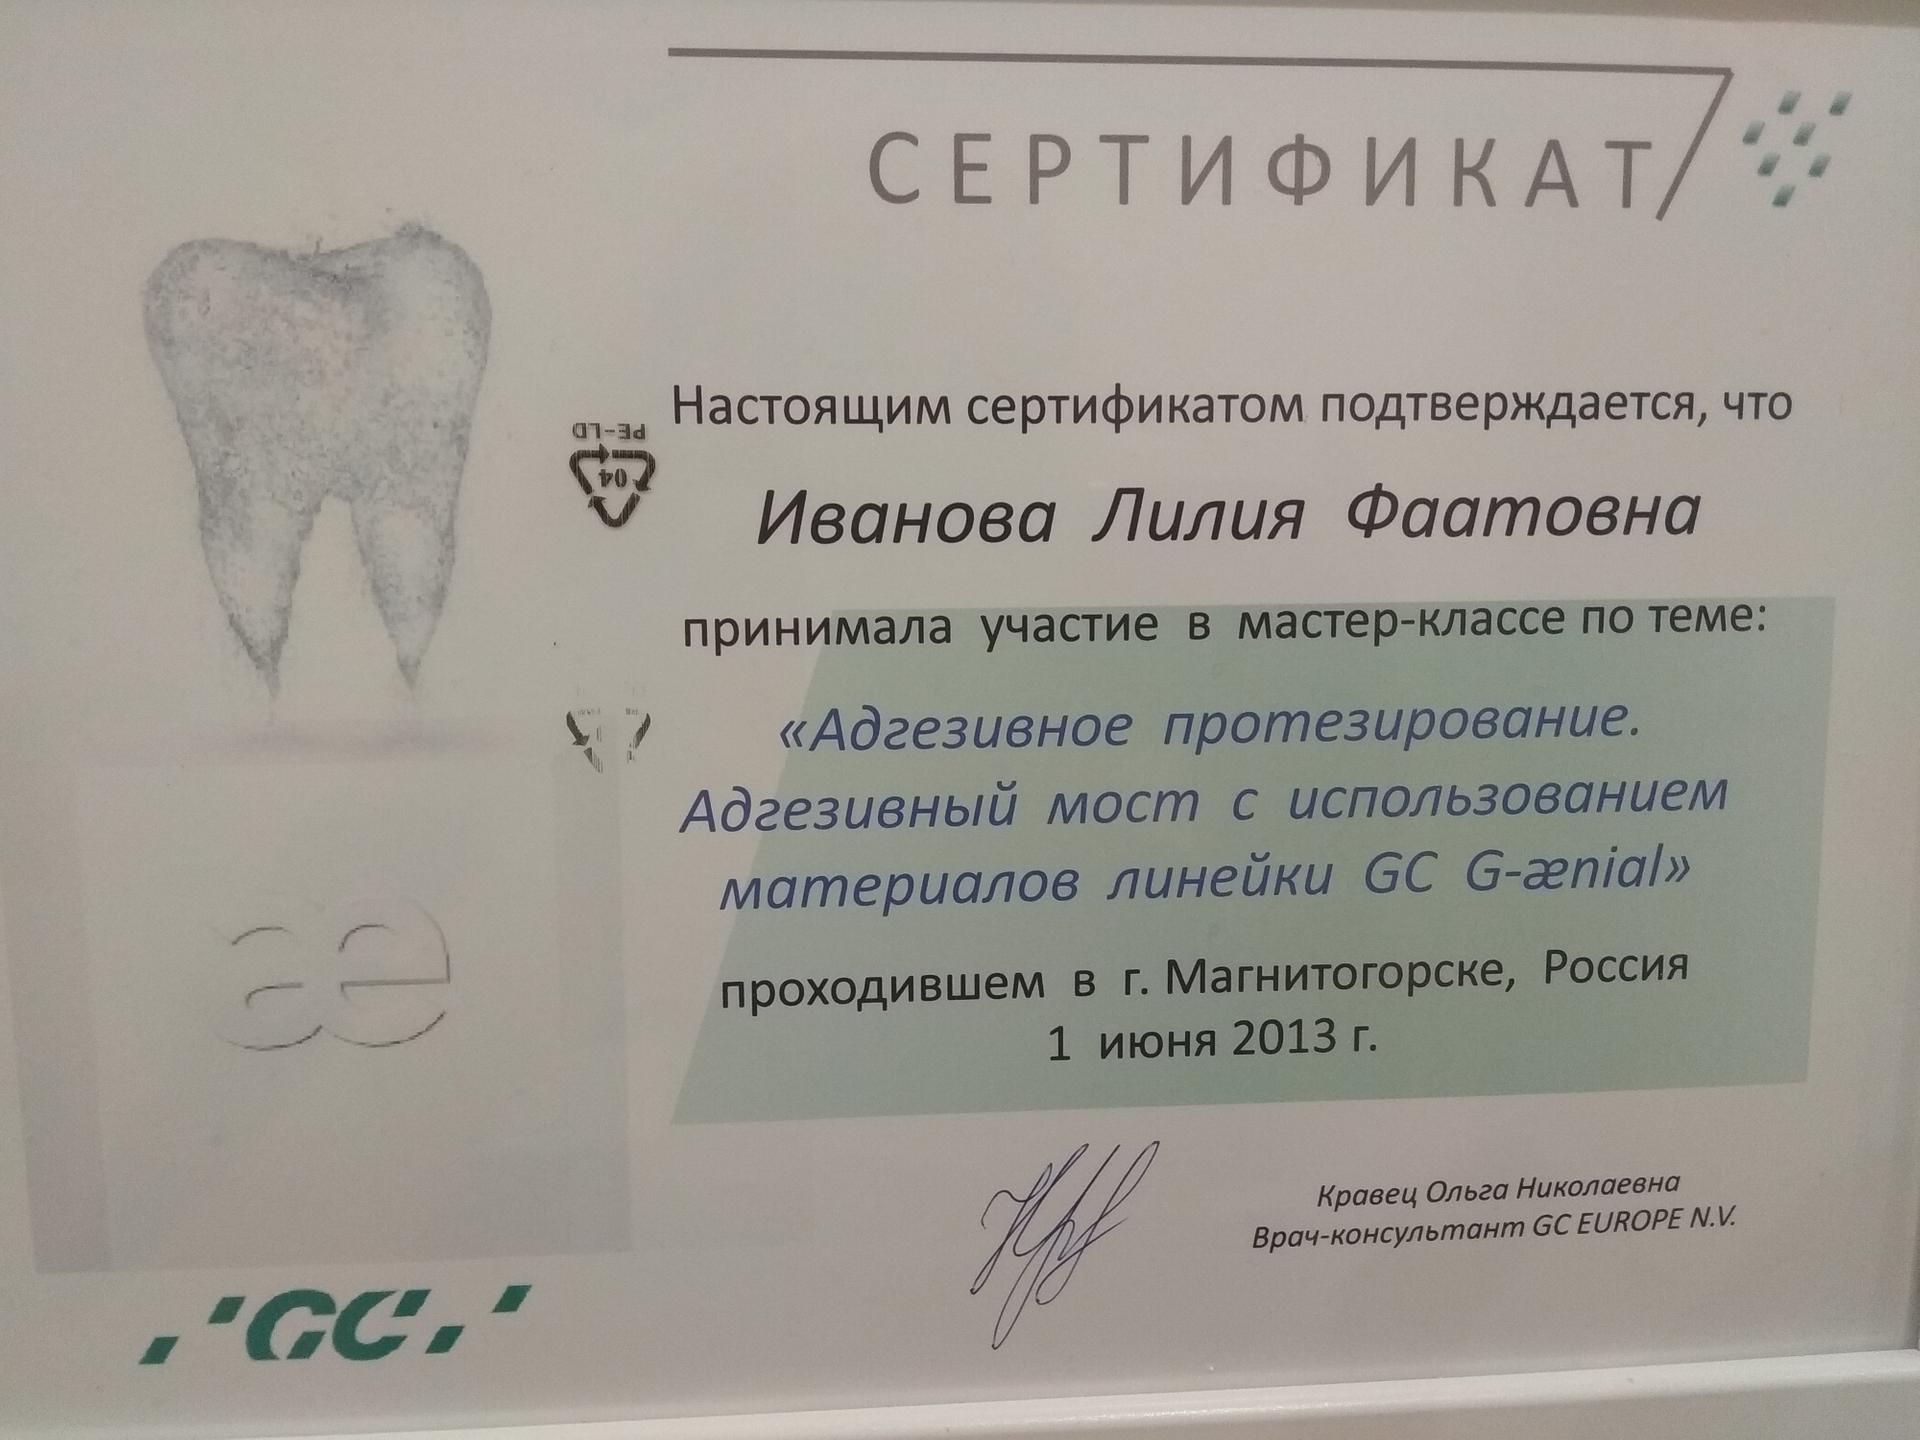 СЕРТИФИКАТ
Настоящим сертификатом подтверждается, что
Иванова Лилия Фаатовна
принимала участие в мастер-классе по теме:
«Адгезивное протезирование.
Адгезивный мост с использованием
материалов линейки GC G-ænial»
проходившем в г. Магнитогорске, Россия
1 июня 2013 г.
Кравец Ольга Николаевна
Врач-консультант GC EUROPE N.V.
PE-LD
04
æ
GC